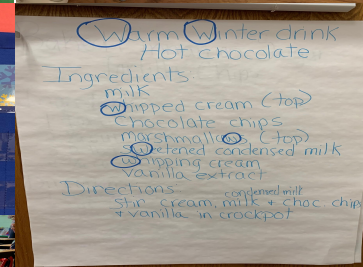 Warm Winter drink
Hot chocolate
Ingredients
milk
Whipped cream (top)
Chocolate chips
marshmallows (top)
Sweetened condensed milk
Whipping cream
Vanilla extract
Directions
condensed milk
Stir cream, milk & choc chips
& vanilla in crockpot